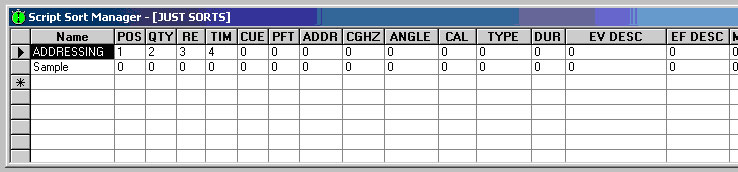 Script Sort Manager - [JUST SORTS]
Name POS QTY RE TIM CUE PFT ADDR CGHZ ANGLE CAL TYPE DUR EV DESC EF DESC M
ADDRESSING 1 2 3 4 0 0 0 0 0 0 0 0 0 0 0
Sample 0 0 0 0 0 0 0 0 0 0 0 0 0 0 0